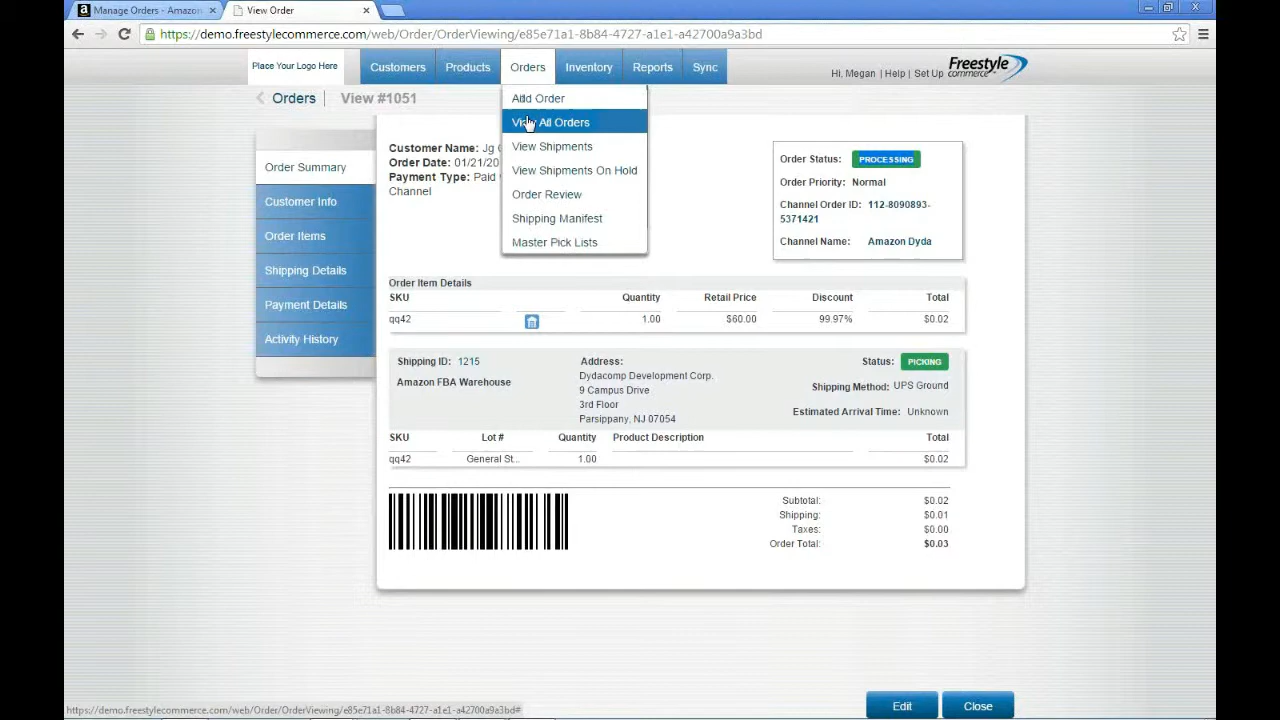 Manage Orders - Amazon
View Order
https://demo.freestylecommerce.com/web/Order/OrderViewing/e85e71a1-8b84-4727-a1e1-a42700a9a3bd
Place Your Logo Here
Customers
Products
Orders
Inventory
Reports
Sync
Hi, Megan | Help | Set Up
Freestyle
commerce
Orders
View #1051
Add Order
View All Orders
View Shipments
View Shipments On Hold
Order Review
Shipping Manifest
Master Pick Lists
Order Summary
Customer Info
Order Items
Shipping Details
Payment Details
Activity History
Customer Name: Jg
Order Date: 01/21/20
Payment Type: Paid
Channel
Order Status: PROCESSING
Order Priority: Normal
Channel Order ID: 112-8090893-
5371421
Channel Name: Amazon Dyda
Order Item Details
SKU Quantity Retail Price Discount Total
qq42 1.00 $60.00 99.97% $0.02
Shipping ID: 1215
Amazon FBA Warehouse
Address:
Dydacomp Development Corp.
9 Campus Drive
3rd Floor
Parsippany, NJ 07054
Status: PICKING
Shipping Method: UPS Ground
Estimated Arrival Time: Unknown
SKU Lot # Quantity Product Description Total
qq42 General St... 1.00 $0.02
Subtotal: $0.02
Shipping: $0.01
Taxes: $0.00
Order Total: $0.03
Edit
Close
https://demo.freestylecommerce.com/web/Order/OrderViewing/e85e71a1-8b84-4727-a1e1-a42700a9a3bd#